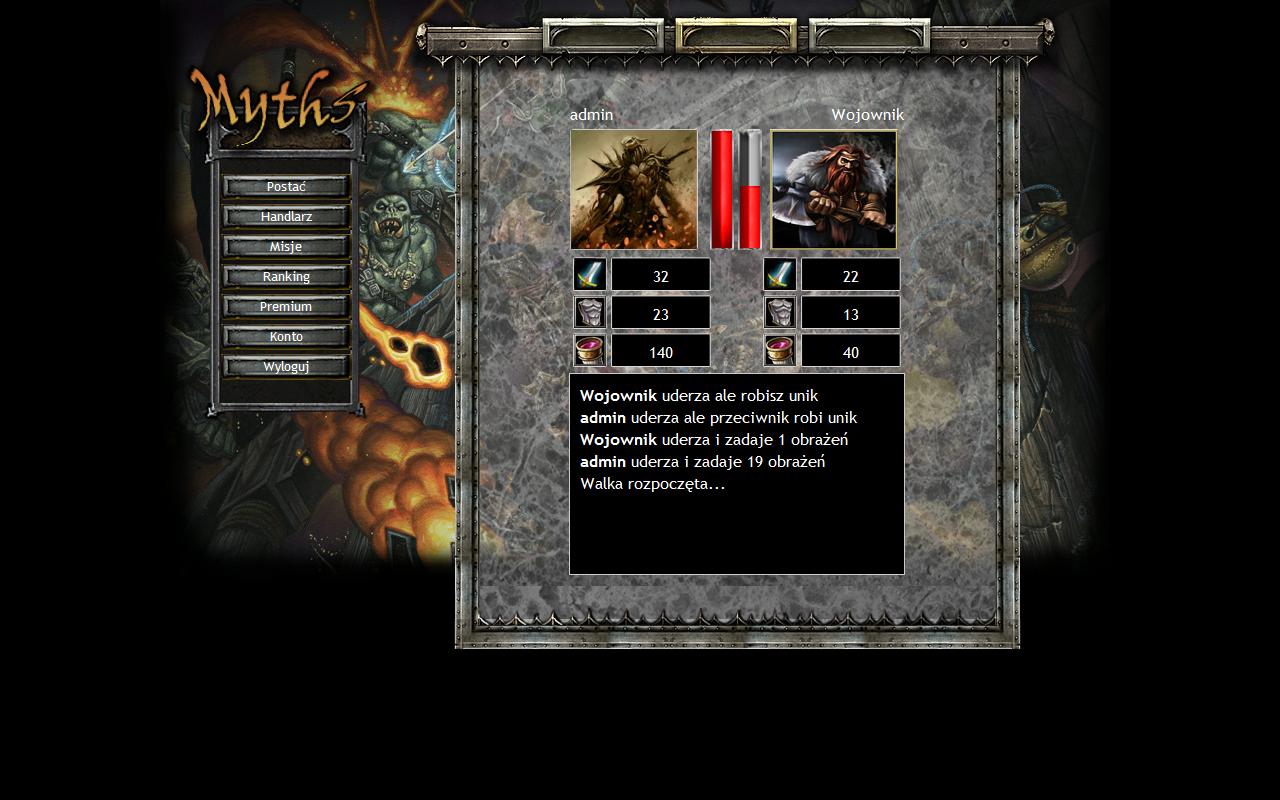 Myths
Postać
Handlarz
Misje
Ranking
Premium
Konto
Wyloguj
admin
Wojownik
32
22
23
13
140
40
Wojownik uderza ale robisz unik
admin uderza ale przeciwnik robi unik
Wojownik uderza i zadaje 1 obrażeń
admin uderza i zadaje 19 obrażeń
Walka rozpoczęta...